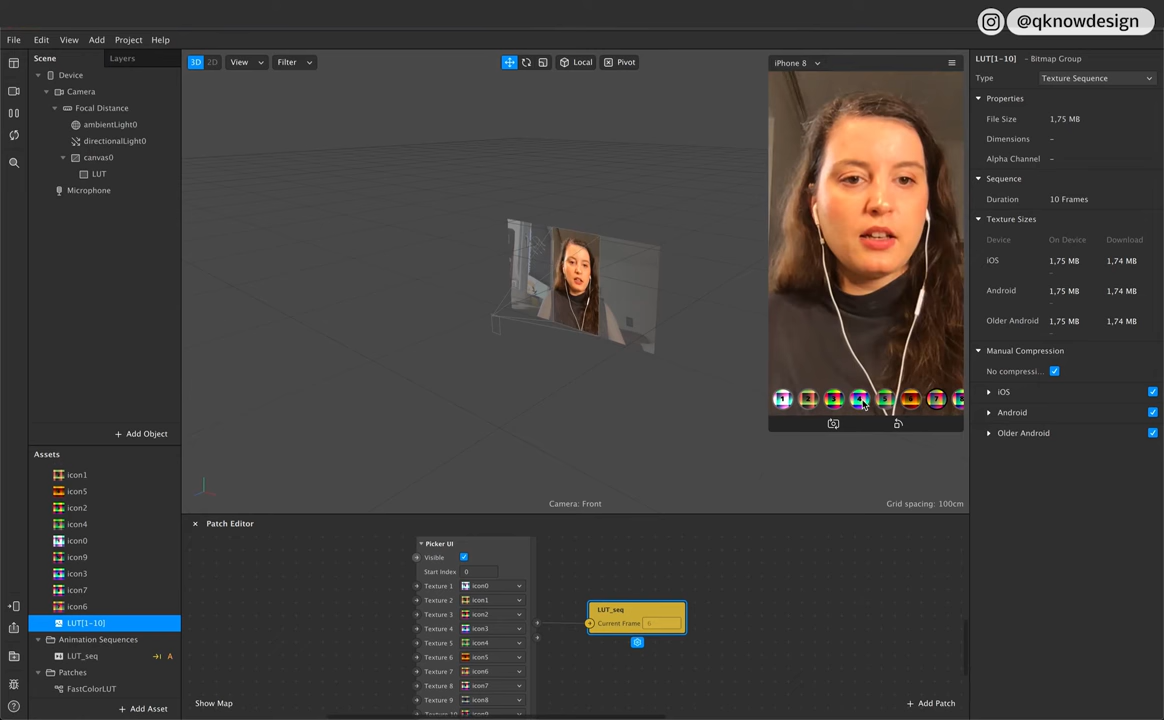 @qknowdesign
File Edit View Add Project Help
Scene Layers
Device
Camera
Focal Distance
ambientLight0
directionalLight0
canvas0
LUT
Microphone
+ Add Object
Assets
icon1
icon5
icon2
icon4
icon0
icon9
icon3
icon7
icon6
LUT[1-10]
Animation Sequences
LUT_seq A
Patches
FastColorLUT
+ Add Asset
3D 2D View Filter Local Pivot
iPhone 8
1 2 3 4 5 6 7
Camera: Front
Grid spacing: 100cm
Patch Editor
Picker UI
Visible
Start Index 0
Texture 1 icon0
Texture 2 icon1
Texture 3 icon2
Texture 4 icon3
Texture 5 icon4
Texture 6 icon5
Texture 7 icon6
Texture 8 icon7
Texture 9 icon8
LUT_seq
Current Frame 6
Show Map
+ Add Patch
LUT[1-10] – Bitmap Group
Type Texture Sequence
Properties
File Size 1,75 MB
Dimensions –
Alpha Channel –
Sequence
Duration 10 Frames
Texture Sizes
Device On Device Download
iOS 1,75 MB 1,74 MB
-
Android 1,75 MB 1,74 MB
-
Older Android 1,75 MB 1,74 MB
-
Manual Compression
No compressi...
iOS
Android
Older Android